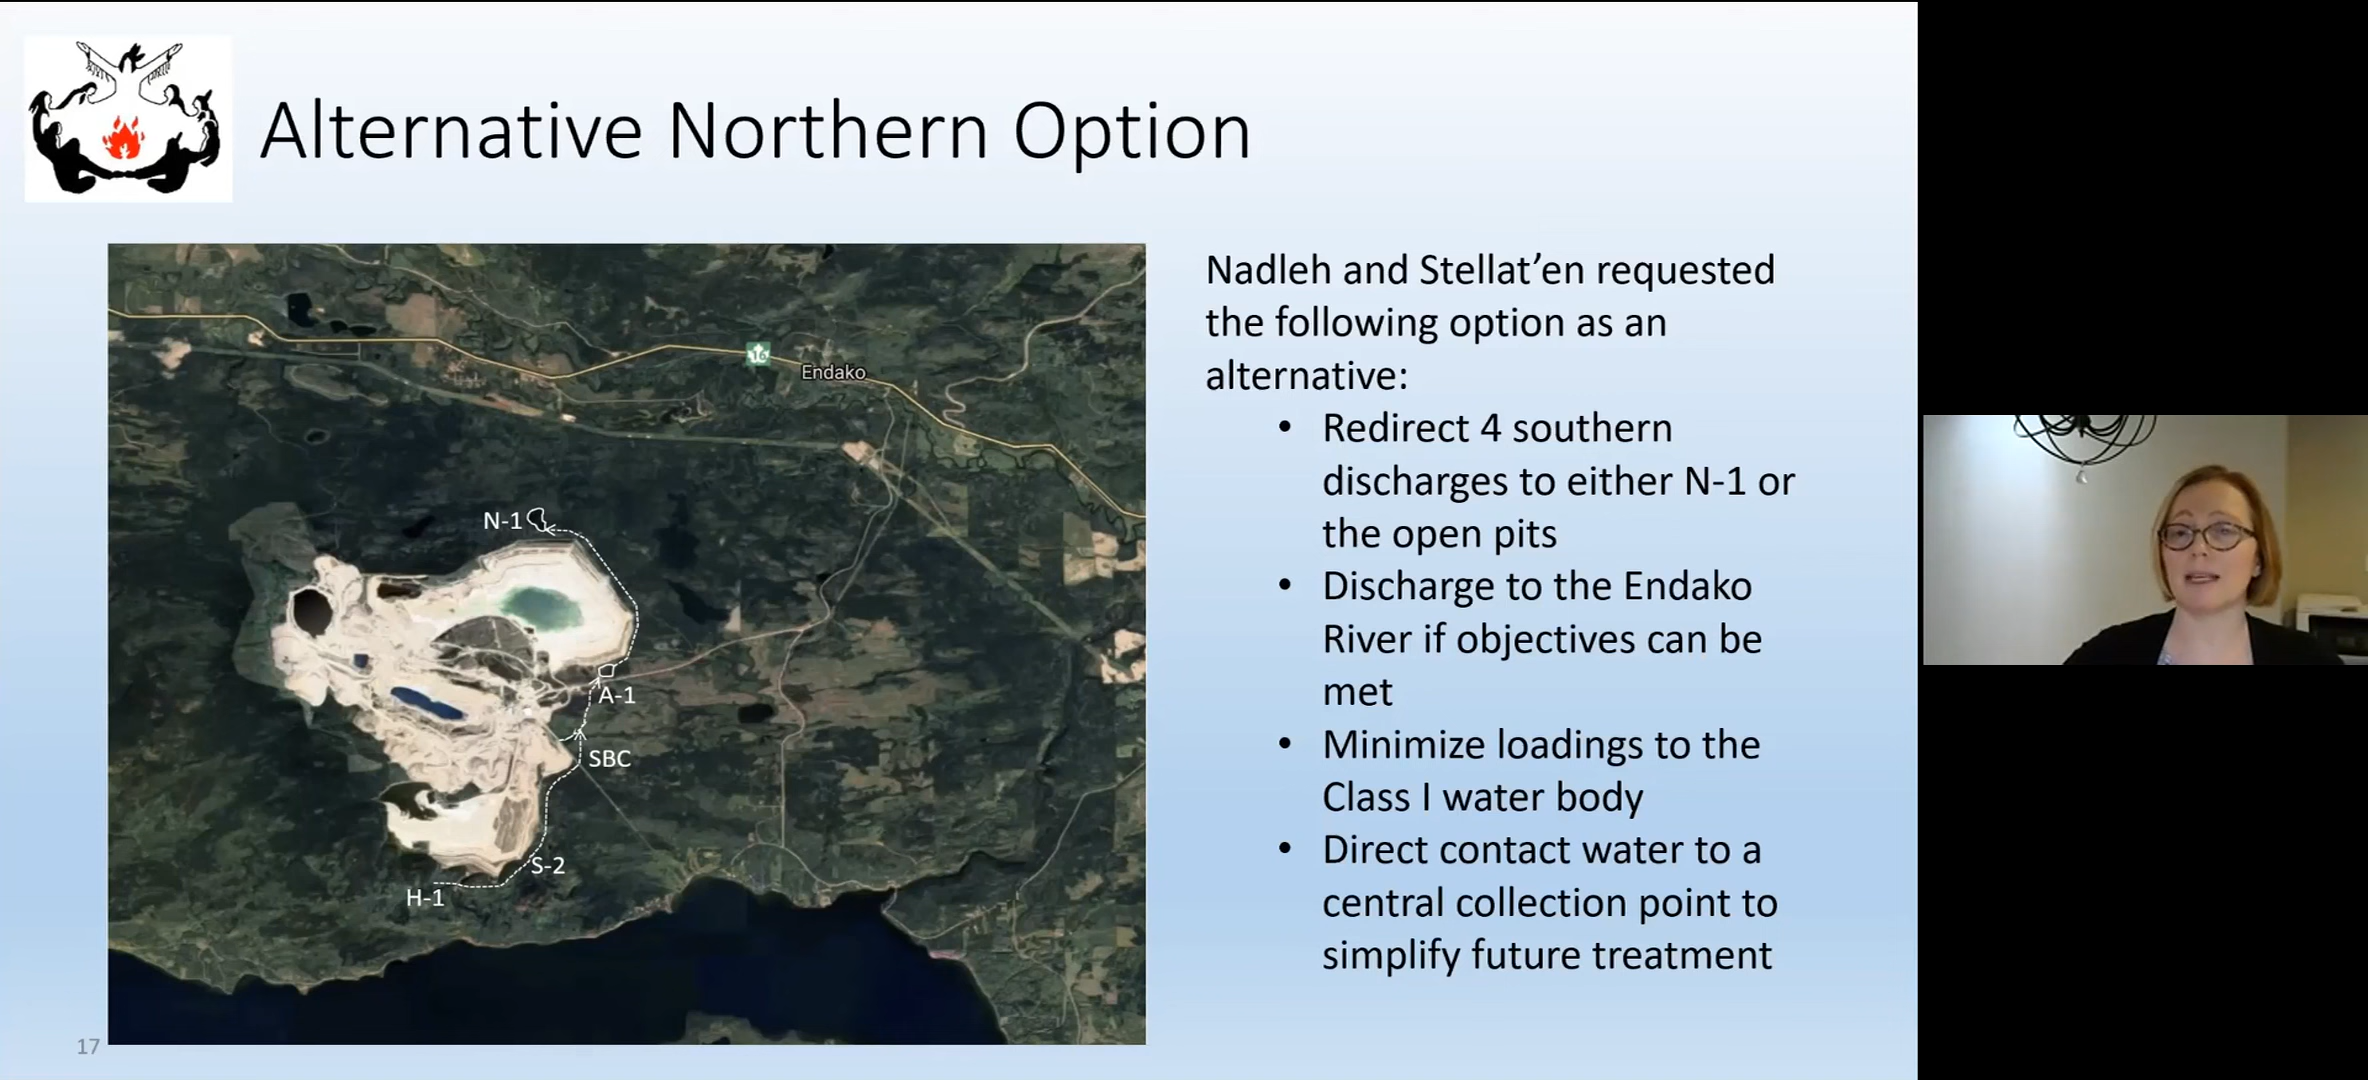 Alternative Northern Option
Nadleh and Stellat’en requested
the following option as an
alternative:
• Redirect 4 southern
discharges to either N-1 or
the open pits
• Discharge to the Endako
River if objectives can be
met
• Minimize loadings to the
Class I water body
• Direct contact water to a
central collection point to
simplify future treatment
16
Endako
N-1
A-1
SBC
S-2
H-1
17